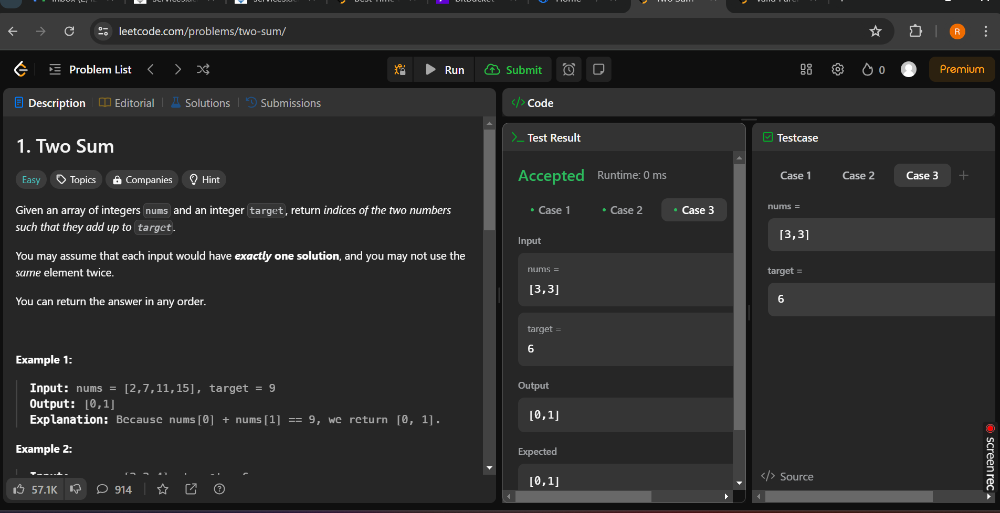 leetcode.com/problems/two-sum/
R
Problem List
Run
Submit
0
Premium
Description
Editorial
Solutions
Submissions
1. Two Sum
Easy
Topics
Companies
Hint
Given an array of integers nums and an integer target, return indices of the two numbers
such that they add up to target.
You may assume that each input would have exactly one solution, and you may not use the
same element twice.
You can return the answer in any order.
Example 1:
Input: nums = [2,7,11,15], target = 9
Output: [0,1]
Explanation: Because nums[0] + nums[1] == 9, we return [0, 1].
Example 2:
57.1K
914
</> Code
>_ Test Result
Accepted
Runtime: 0 ms
• Case 1
• Case 2
• Case 3
Input
nums =
[3,3]
target =
6
Output
[0,1]
Expected
[0,1]
Testcase
Case 1
Case 2
Case 3
+
nums =
[3,3]
target =
6
</> Source
screenrec